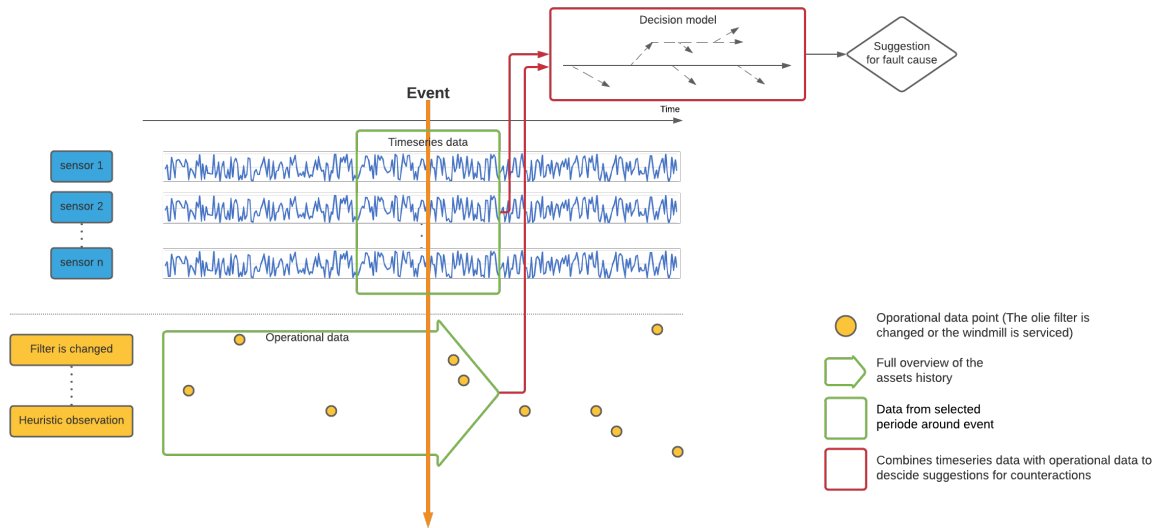 Decision model
Suggestion
for fault cause
Event
Time
Timeseries data
sensor 1
sensor 2
sensor n
Operational data
Filter is changed
Heuristic observation
Operational data point (The olie filter is
changed or the windmill is serviced)
Full overview of the
assets history
Data from selected
periode around event
Combines timeseries data with operational data to
descide suggestions for counteractions